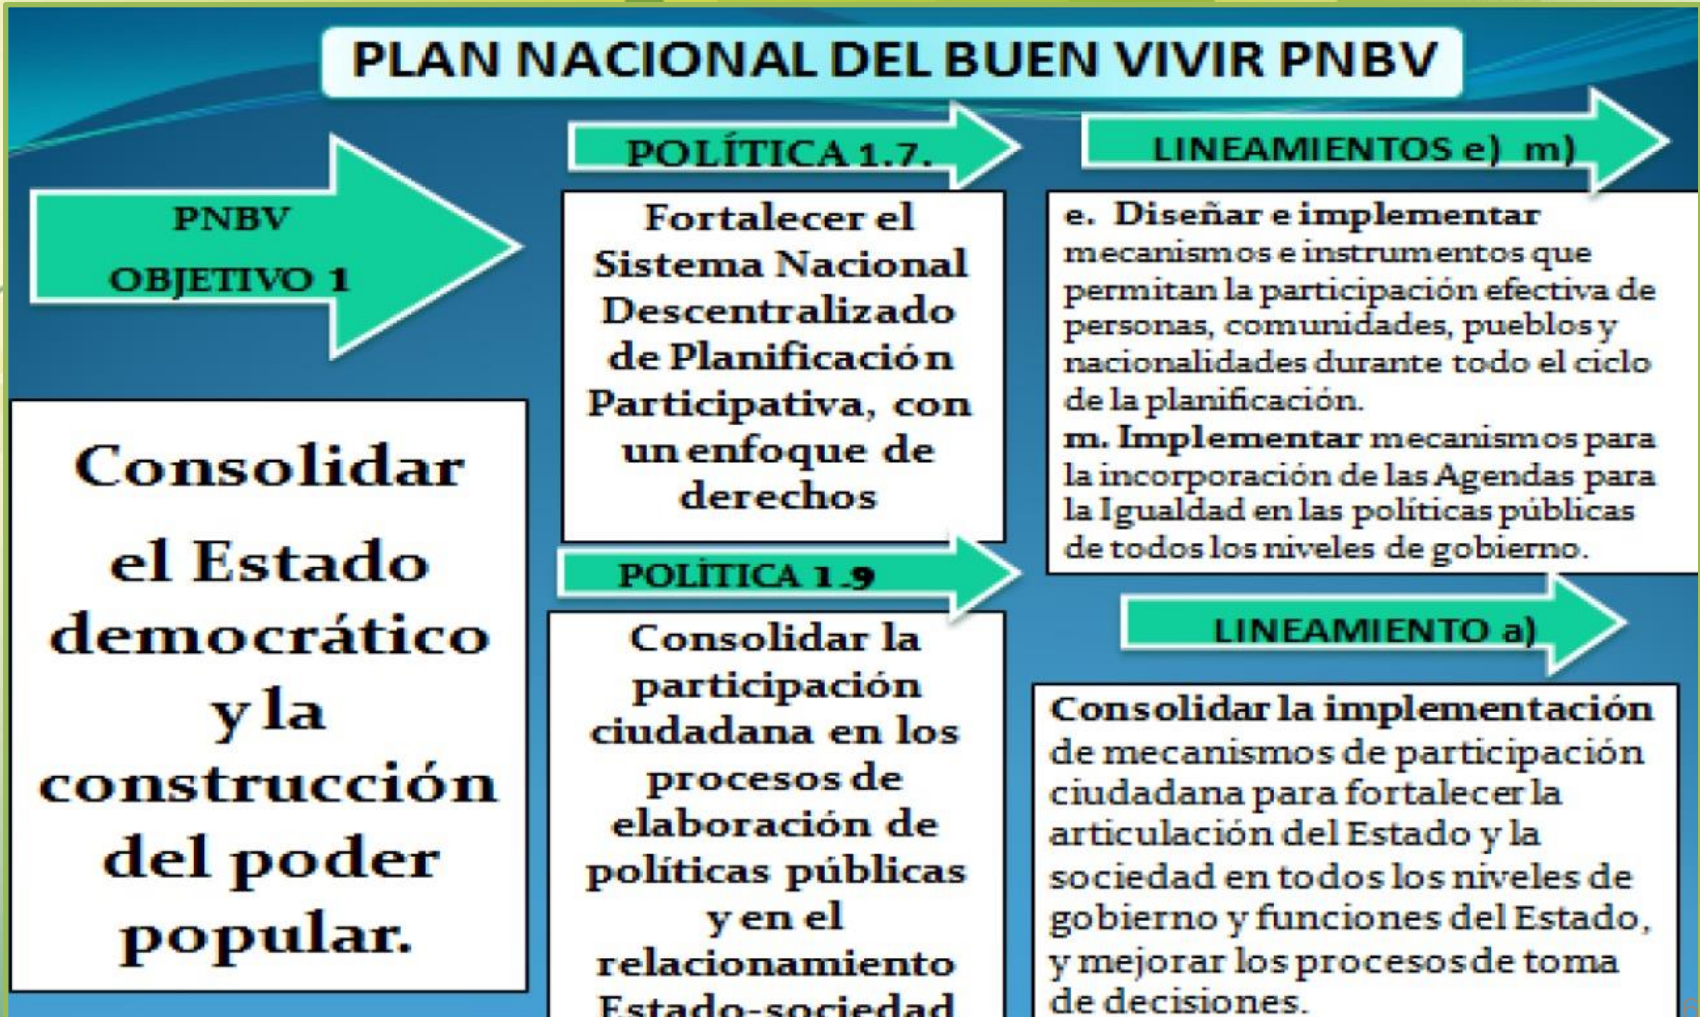 PLAN NACIONAL DEL BUEN VIVIR PNBV
PNBV
OBJETIVO 1
Consolidar
el Estado
democrático
y la
construcción
del poder
popular.
POLÍTICA 1.7.
Fortalecer el
Sistema Nacional
Descentralizado
de Planificación
Participativa, con
un enfoque de
derechos
POLÍTICA 1.9
Consolidar la
participación
ciudadana en los
procesos de
elaboración de
políticas públicas
y en el
relacionamiento
Estado-sociedad
LINEAMIENTOS e) m)
e. Diseñar e implementar
mecanismos e instrumentos que
permitan la participación efectiva de
personas, comunidades, pueblos y
nacionalidades durante todo el ciclo
de la planificación.
m. Implementar mecanismos para
la incorporación de las Agendas para
la Igualdad en las políticas públicas
de todos los niveles de gobierno.
LINEAMIENTO a)
Consolidar la implementación
de mecanismos de participación
ciudadana para fortalecer la
articulación del Estado y la
sociedad en todos los niveles de
gobierno y funciones del Estado,
y mejorar los procesos de toma
de decisiones.